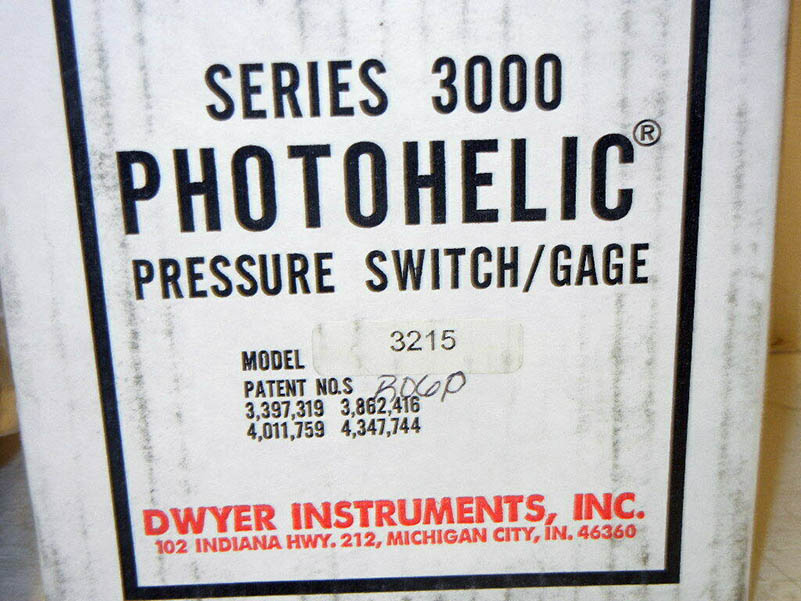 SERIES 3000
PHOTOHELIC®
PRESSURE SWITCH/GAGE
MODEL 3215
PATENT NO.S
3,397,319 3,862,416
4,011,759 4,347,744
DWYER INSTRUMENTS, INC.
102 INDIANA HWY. 212, MICHIGAN CITY, IN. 46360